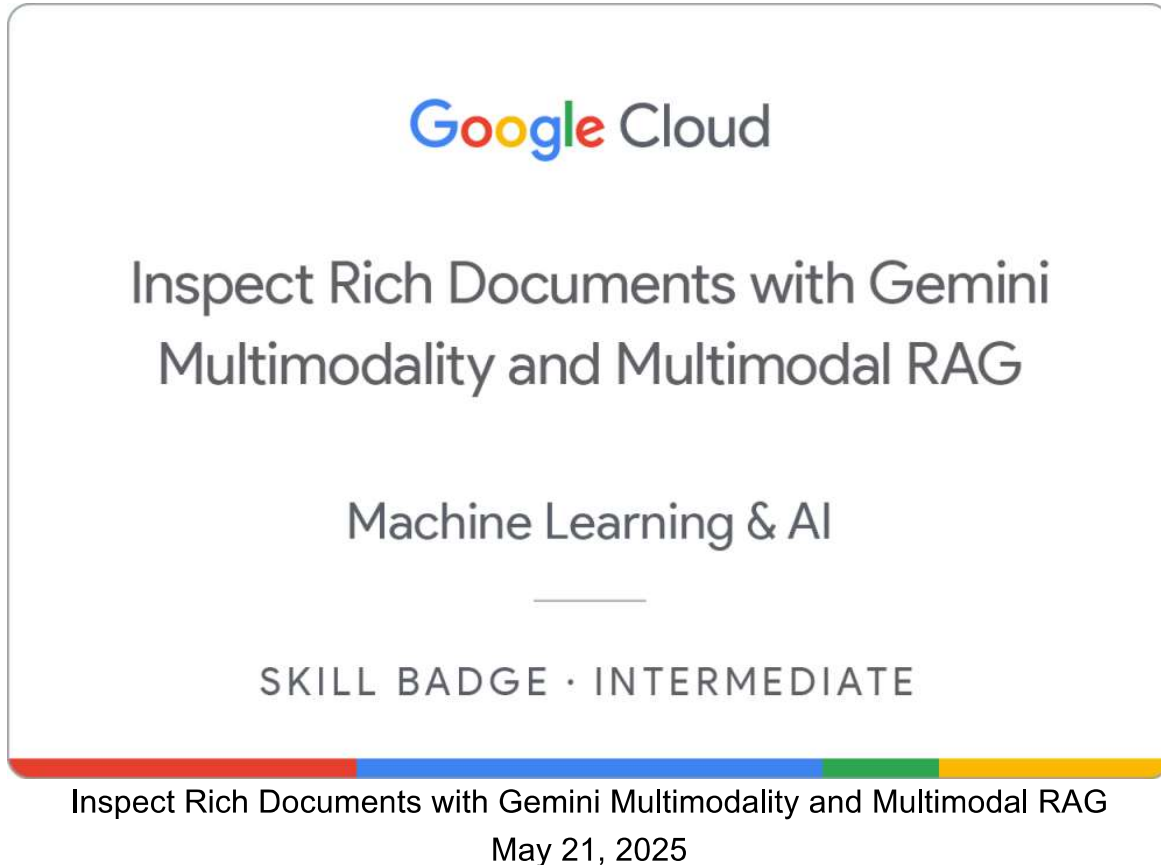 Google Cloud
Inspect Rich Documents with Gemini
Multimodality and Multimodal RAG
Machine Learning & AI
SKILL BADGE · INTERMEDIATE
Inspect Rich Documents with Gemini Multimodality and Multimodal RAG
May 21, 2025